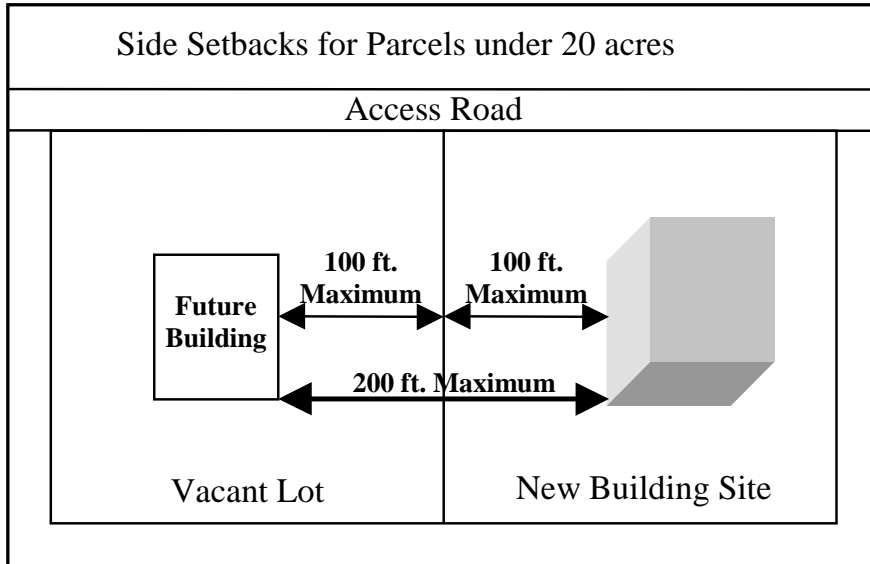 Side Setbacks for Parcels under 20 acres
Access Road
100 ft.
Maximum
100 ft.
Maximum
Future
Building
200 ft. Maximum
Vacant Lot
New Building Site